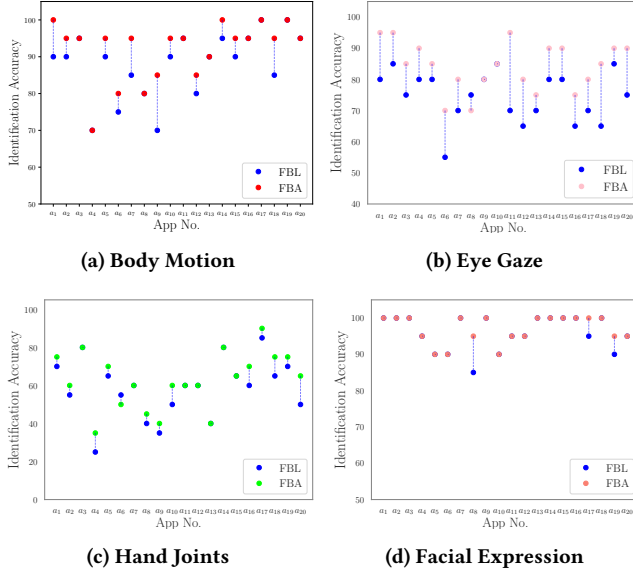 100
90
80
70
60
50
Identification Accuracy
FBL
FBA
a1 a2 a3 a4 a5 a6 a7 a8 a9 a10 a11 a12 a13 a14 a15 a16 a17 a18 a19 a20
App No.
(a) Body Motion
100
90
80
70
60
50
40
Identification Accuracy
FBL
FBA
a1 a2 a3 a4 a5 a6 a7 a8 a9 a10 a11 a12 a13 a14 a15 a16 a17 a18 a19 a20
App No.
(b) Eye Gaze
100
80
60
40
20
0
Identification Accuracy
FBL
FBA
a1 a2 a3 a4 a5 a6 a7 a8 a9 a10 a11 a12 a13 a14 a15 a16 a17 a18 a19 a20
App No.
(c) Hand Joints
100
90
80
70
60
50
Identification Accuracy
FBL
FBA
a1 a2 a3 a4 a5 a6 a7 a8 a9 a10 a11 a12 a13 a14 a15 a16 a17 a18 a19 a20
App No.
(d) Facial Expression